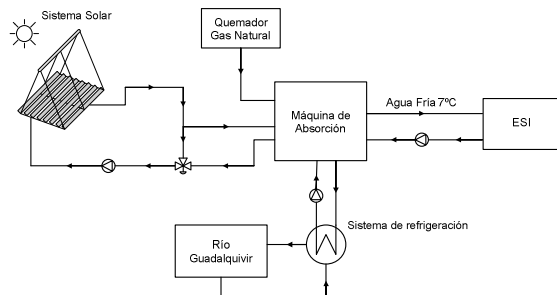 Sistema Solar
Quemador
Gas Natural
Máquina de
Absorción
Agua Fría 7ºC
ESI
Sistema de refrigeración
Río
Guadalquivir